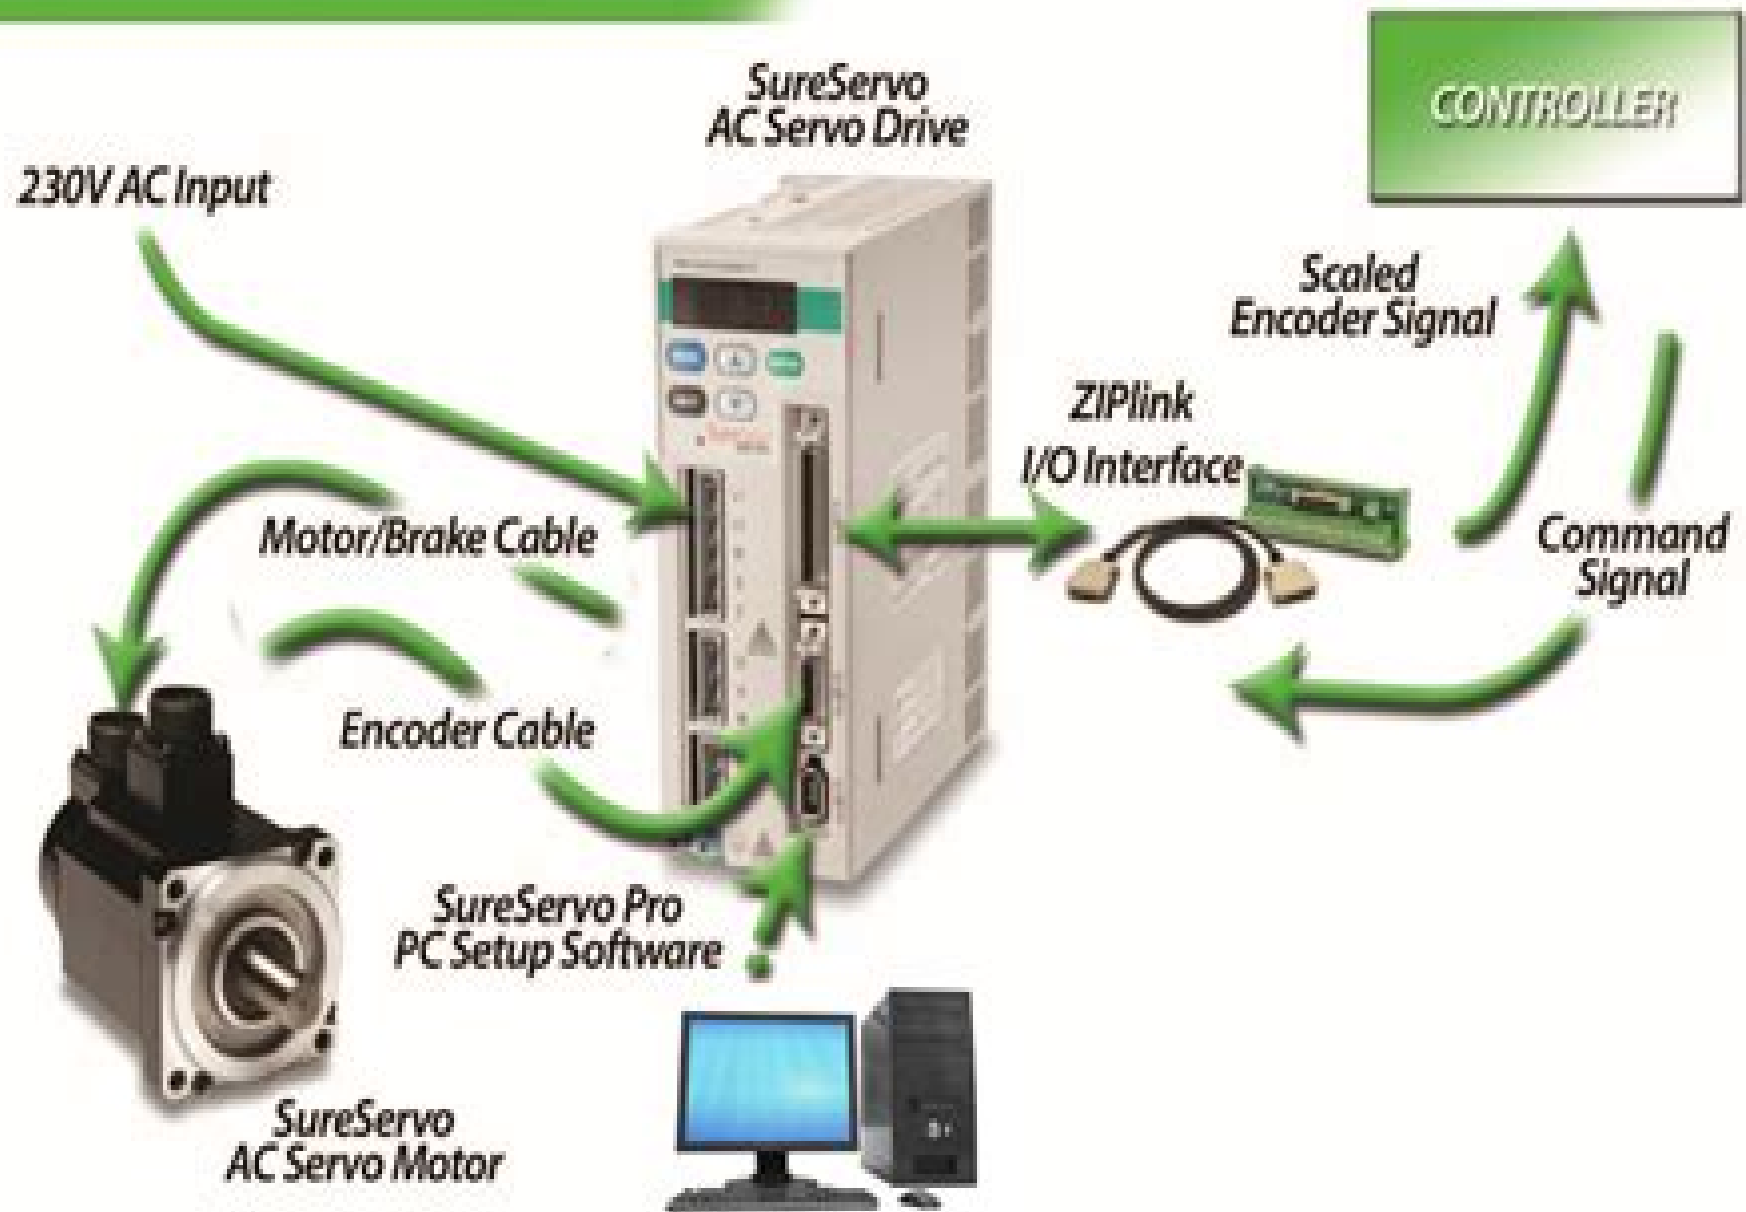 SureServo
AC Servo Drive
CONTROLLER
230V AC Input
Scaled
Encoder Signal
ZIPlink
I/O Interface
Motor/Brake Cable
Command
Signal
Encoder Cable
SureServo Pro
PC Setup Software
SureServo
AC Servo Motor